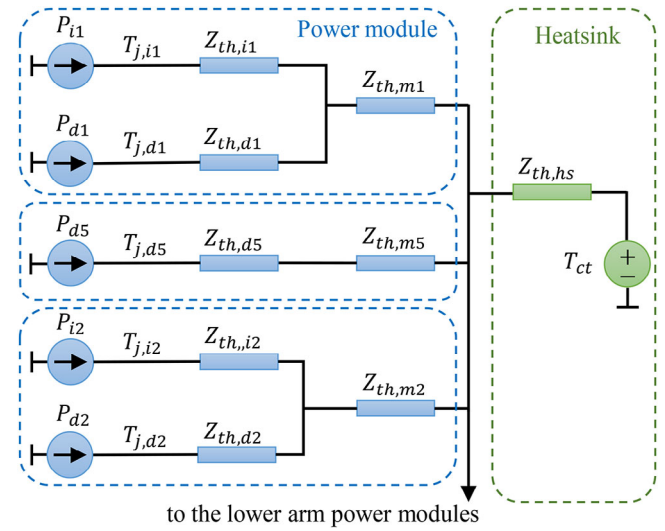 Power module
Heatsink
P_{i1} T_{j,i1} Z_{th,i1}
Z_{th,m1}
P_{d1} T_{j,d1} Z_{th,d1}
Z_{th,hs}
P_{d5} T_{j,d5} Z_{th,d5} Z_{th,m5}
T_{ct}
+
−
P_{i2} T_{j,i2} Z_{th,,i2}
Z_{th,m2}
P_{d2} T_{j,d2} Z_{th,d2}
to the lower arm power modules